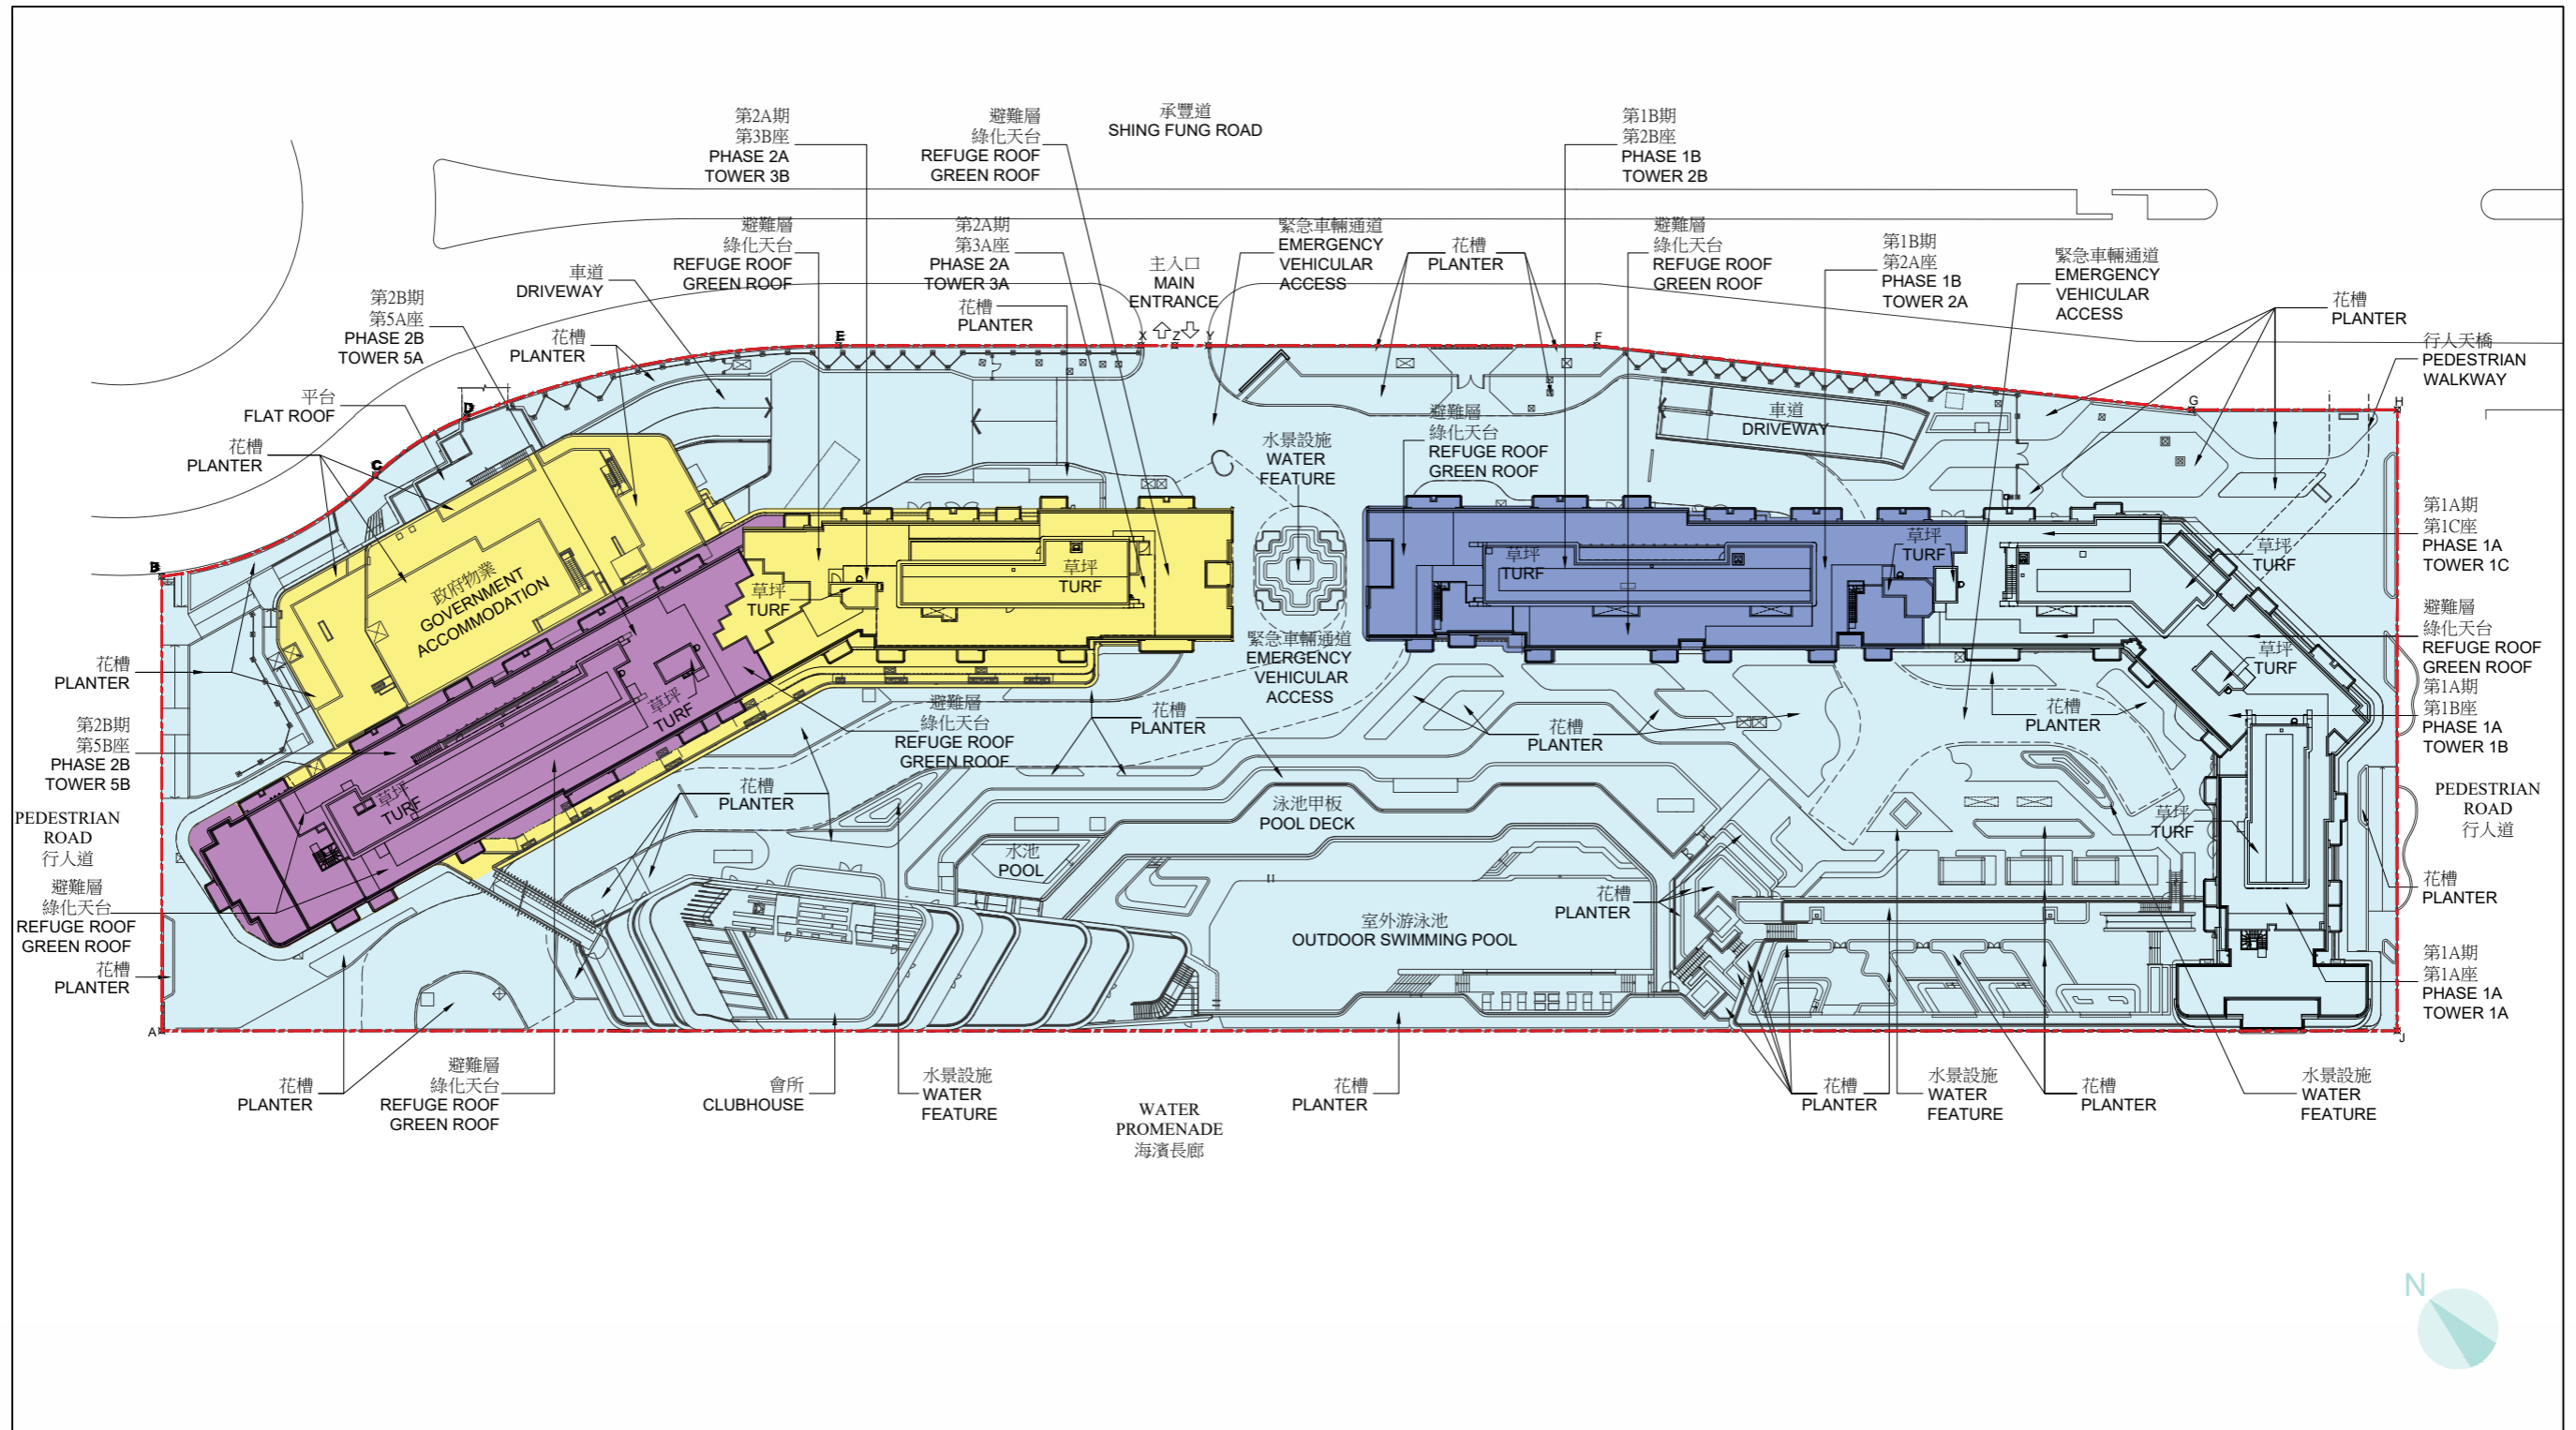 承豐道
SHING FUNG ROAD
第2A期
第3B座
PHASE 2A
TOWER 3B
避難層
綠化天台
REFUGE ROOF
GREEN ROOF
第1B期
第2B座
PHASE 1B
TOWER 2B
避難層
綠化天台
REFUGE ROOF
GREEN ROOF
第2A期
第3A座
PHASE 2A
TOWER 3A
主入口
MAIN
ENTRANCE
緊急車輛通道
EMERGENCY
VEHICULAR
ACCESS
花槽
PLANTER
避難層
綠化天台
REFUGE ROOF
GREEN ROOF
第1B期
第2A座
PHASE 1B
TOWER 2A
緊急車輛通道
EMERGENCY
VEHICULAR
ACCESS
花槽
PLANTER
行人天橋
PEDESTRIAN
WALKWAY
車道
DRIVEWAY
第2B期
第5A座
PHASE 2B
TOWER 5A
花槽
PLANTER
花槽
PLANTER
平台
FLAT ROOF
花槽
PLANTER
E
X
Z
Y
F
G
H
D
C
B
A
J
避難層
綠化天台
REFUGE ROOF
GREEN ROOF
車道
DRIVEWAY
水景設施
WATER
FEATURE
第1A期
第1C座
PHASE 1A
TOWER 1C
草坪
TURF
草坪
TURF
草坪
TURF
草坪
TURF
草坪
TURF
政府物業
GOVERNMENT
ACCOMMODATION
避難層
綠化天台
REFUGE ROOF
GREEN ROOF
緊急車輛通道
EMERGENCY
VEHICULAR
ACCESS
草坪
TURF
花槽
PLANTER
第1A期
第1B座
PHASE 1A
TOWER 1B
草坪
TURF
避難層
綠化天台
REFUGE ROOF
GREEN ROOF
花槽
PLANTER
花槽
PLANTER
花槽
PLANTER
第2B期
第5B座
PHASE 2B
TOWER 5B
草坪
TURF
花槽
PLANTER
泳池甲板
POOL DECK
草坪
TURF
PEDESTRIAN
ROAD
行人道
PEDESTRIAN
ROAD
行人道
水池
POOL
避難層
綠化天台
REFUGE ROOF
GREEN ROOF
花槽
PLANTER
花槽
PLANTER
室外游泳池
OUTDOOR SWIMMING POOL
花槽
PLANTER
第1A期
第1A座
PHASE 1A
TOWER 1A
花槽
PLANTER
避難層
綠化天台
REFUGE ROOF
GREEN ROOF
會所
CLUBHOUSE
水景設施
WATER
FEATURE
WATER
PROMENADE
海濱長廊
花槽
PLANTER
花槽
PLANTER
水景設施
WATER
FEATURE
花槽
PLANTER
水景設施
WATER
FEATURE
N